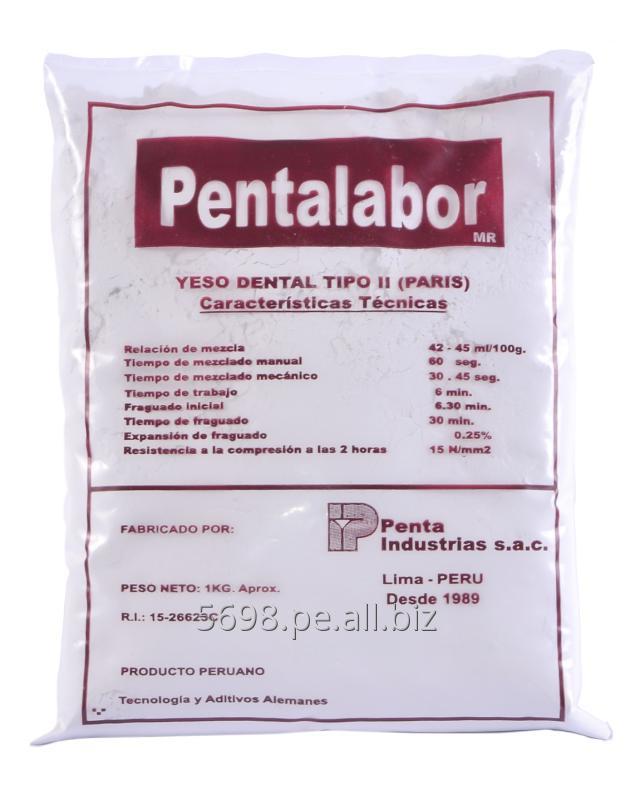 Pentalabor
MR
YESO DENTAL TIPO II (PARIS)
Características Técnicas
Relación de mezcla 42 - 45 ml/100g.
Tiempo de mezclado manual 60 seg.
Tiempo de mezclado mecánico 30 . 45 seg.
Tiempo de trabajo 6 min.
Fraguado inicial 6.30 min.
Tiempo de fraguado 30 min.
Expansión de fraguado 0.25%
Resistencia a la compresión a las 2 horas 15 N/mm2
FABRICADO POR:
Penta
Industrias s.a.c.
Lima - PERU
Desde 1989
PESO NETO: 1KG. Aprox.
R.I.: 15-26623C
5698.pe.all.biz
PRODUCTO PERUANO
Tecnología y Aditivos Alemanes